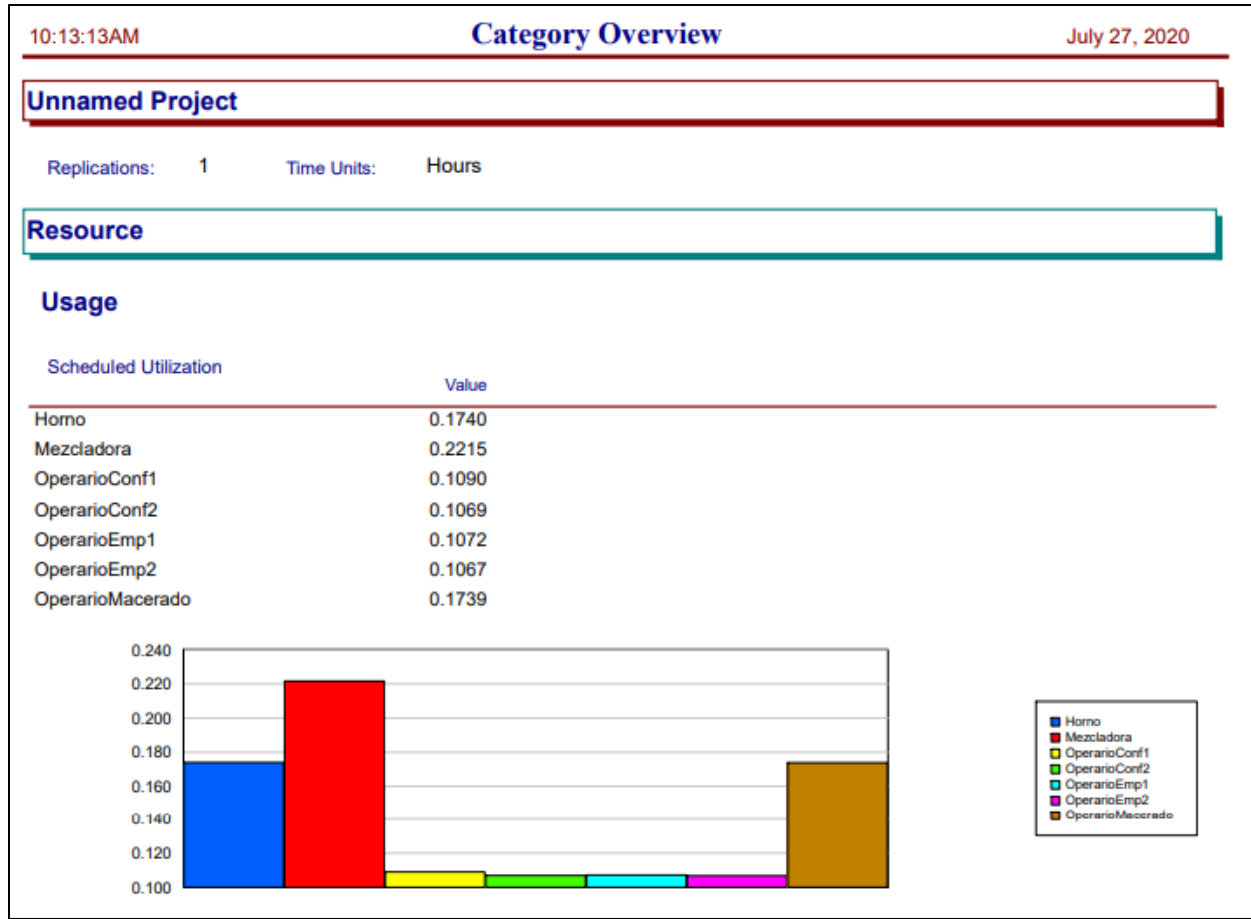 10:13:13AM Category Overview July 27, 2020
Unnamed Project
Replications: 1 Time Units: Hours
Resource
Usage
Scheduled Utilization
Value
Horno 0.1740
Mezcladora 0.2215
OperarioConf1 0.1090
OperarioConf2 0.1069
OperarioEmp1 0.1072
OperarioEmp2 0.1067
OperarioMacerado 0.1739
0.240
0.220
0.200
0.180
0.160
0.140
0.120
0.100
Horno
Mezcladora
OperarioConf1
OperarioConf2
OperarioEmp1
OperarioEmp2
OperarioMacerado